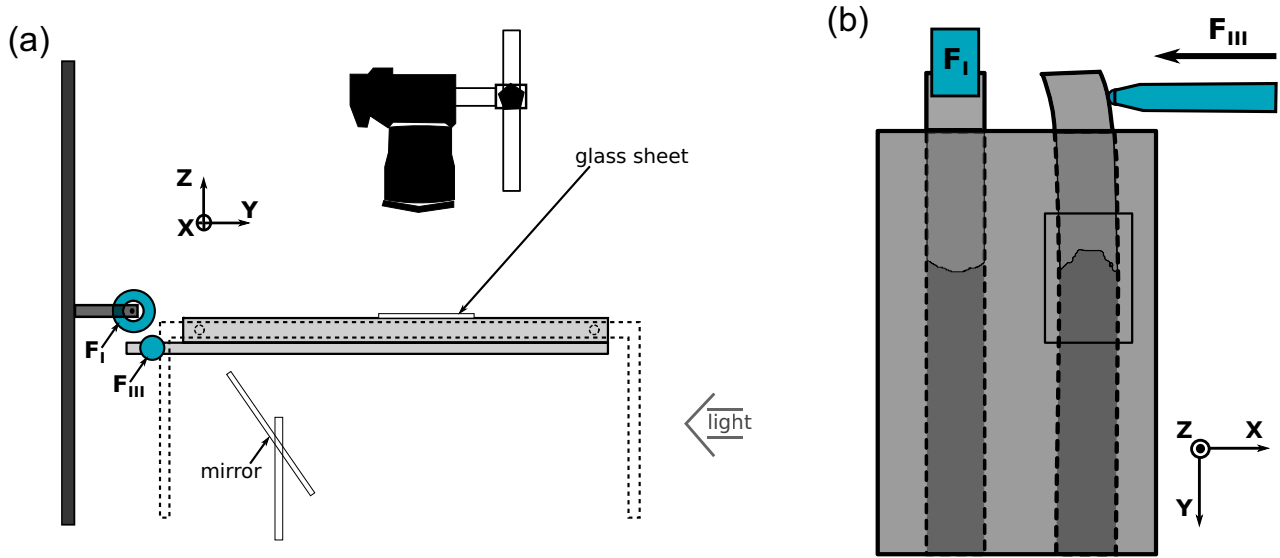 (a)
glass sheet
Z
Y
X
F_I
F_III
mirror
light
(b)
F_I
F_III
Z
X
Y